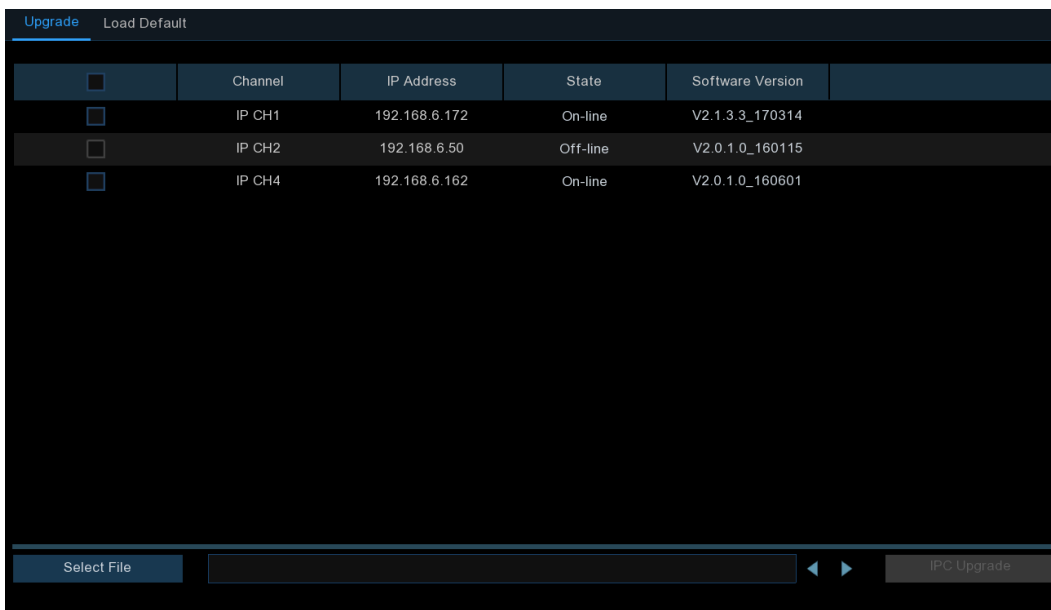 Upgrade Load Default
Channel IP Address State Software Version
IP CH1 192.168.6.172 On-line V2.1.3.3_170314
IP CH2 192.168.6.50 Off-line V2.0.1.0_160115
IP CH4 192.168.6.162 On-line V2.0.1.0_160601
Select File IPC Upgrade